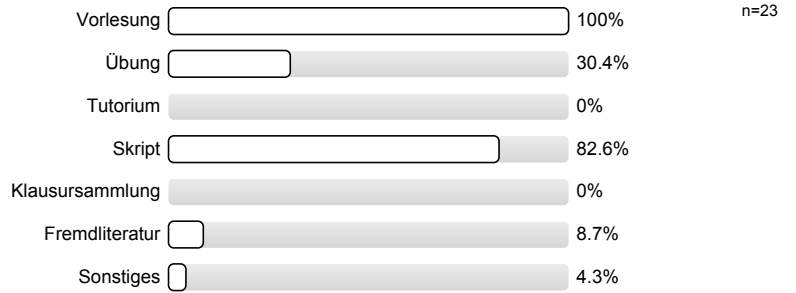 Vorlesung 100% n=23
Übung 30.4%
Tutorium 0%
Skript 82.6%
Klausursammlung 0%
Fremdliteratur 8.7%
Sonstiges 4.3%